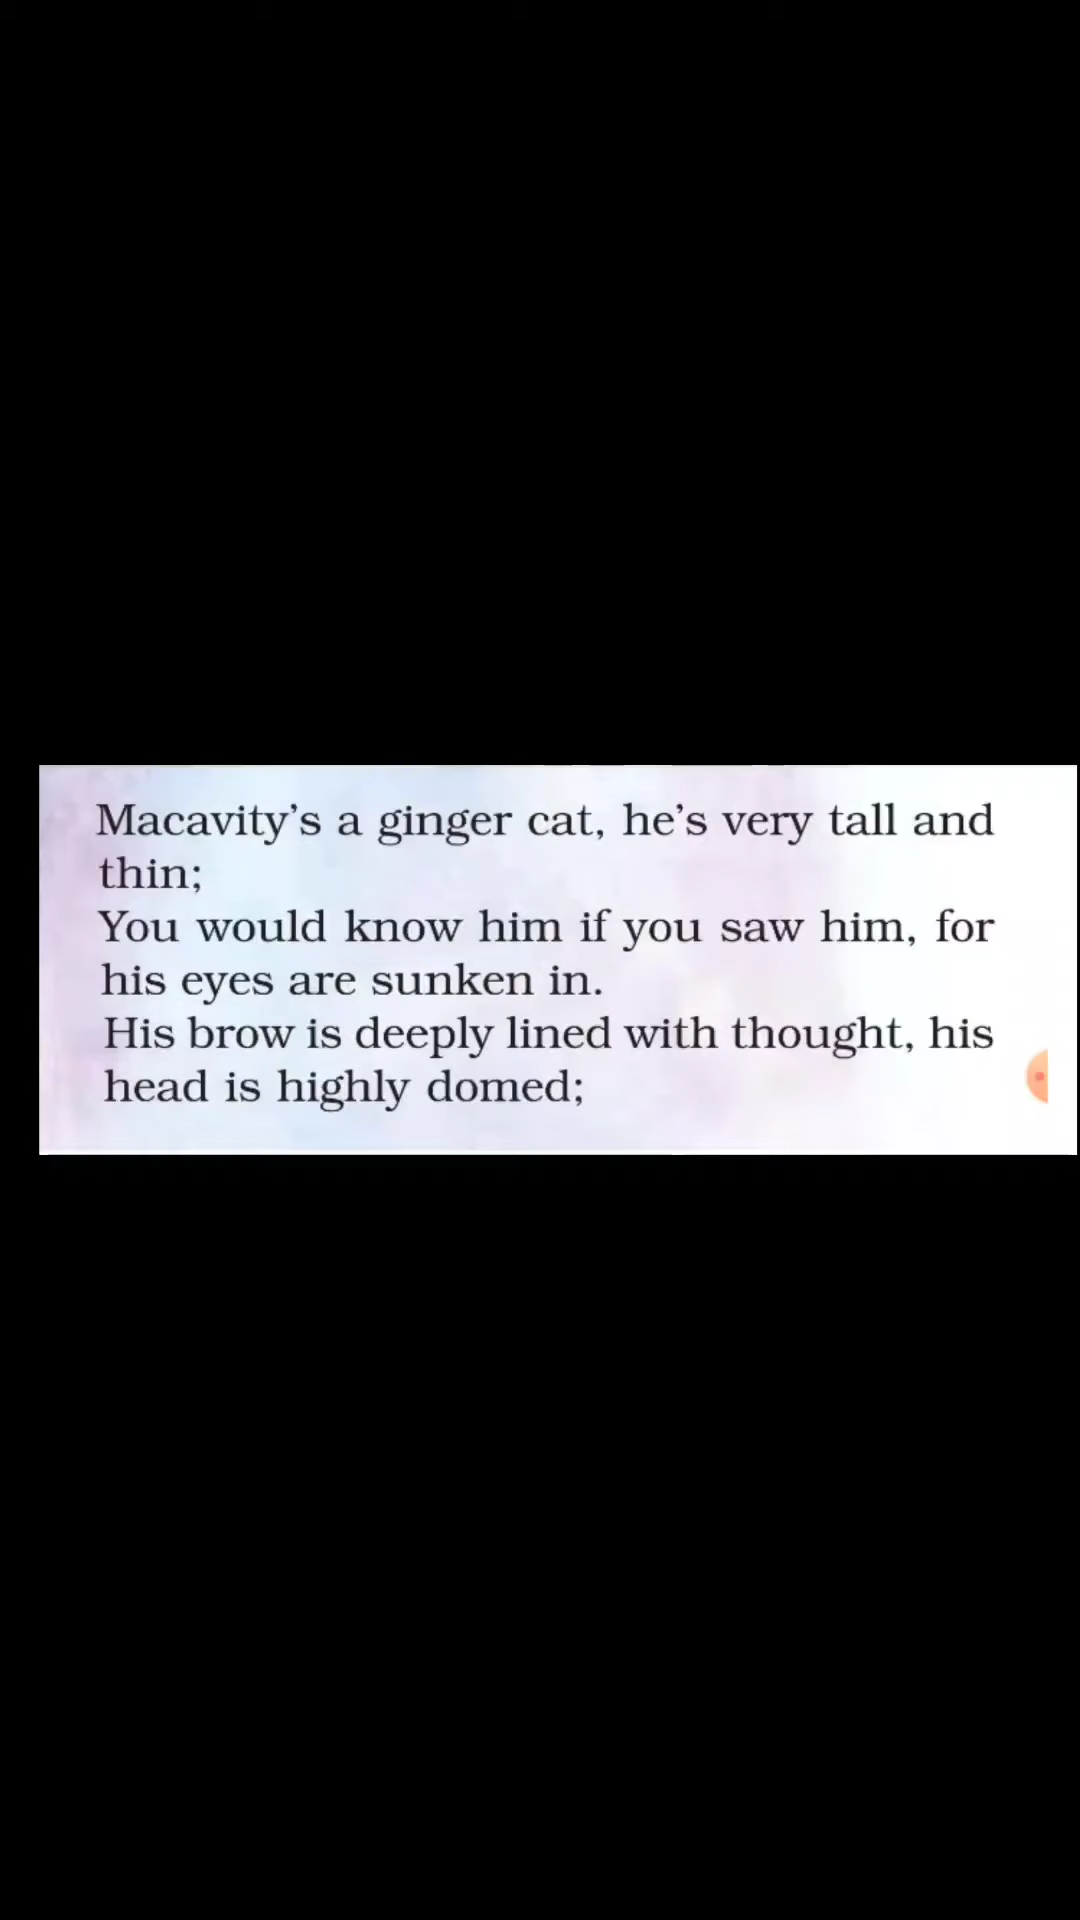 Macavity's a ginger cat, he's very tall and
thin;
You would know him if you saw him, for
his eyes are sunken in.
His brow is deeply lined with thought, his
head is highly domed;